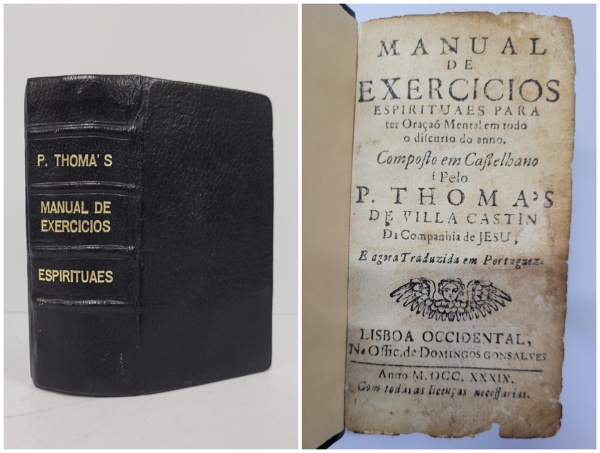 P. THOMA'S
MANUAL DE
EXERCICIOS
ESPIRITUAES
MANUAL
DE
EXERCICIOS
ESPIRITUAES PARA
ter Oraçaõ Mental em todo
o discurso do anno.
Composto em Castelhano
Pelo
P. THOMA'S
DE VILLA CASTIN
Da Companhia de JESU,
E agora Traduzida em Portuguez.
LISBOA OCCIDENTAL,
Na Offic. de DOMINGOS GONSALVES
Anno M. DCC. XXXIX.
Com todas as licenças necessarias.